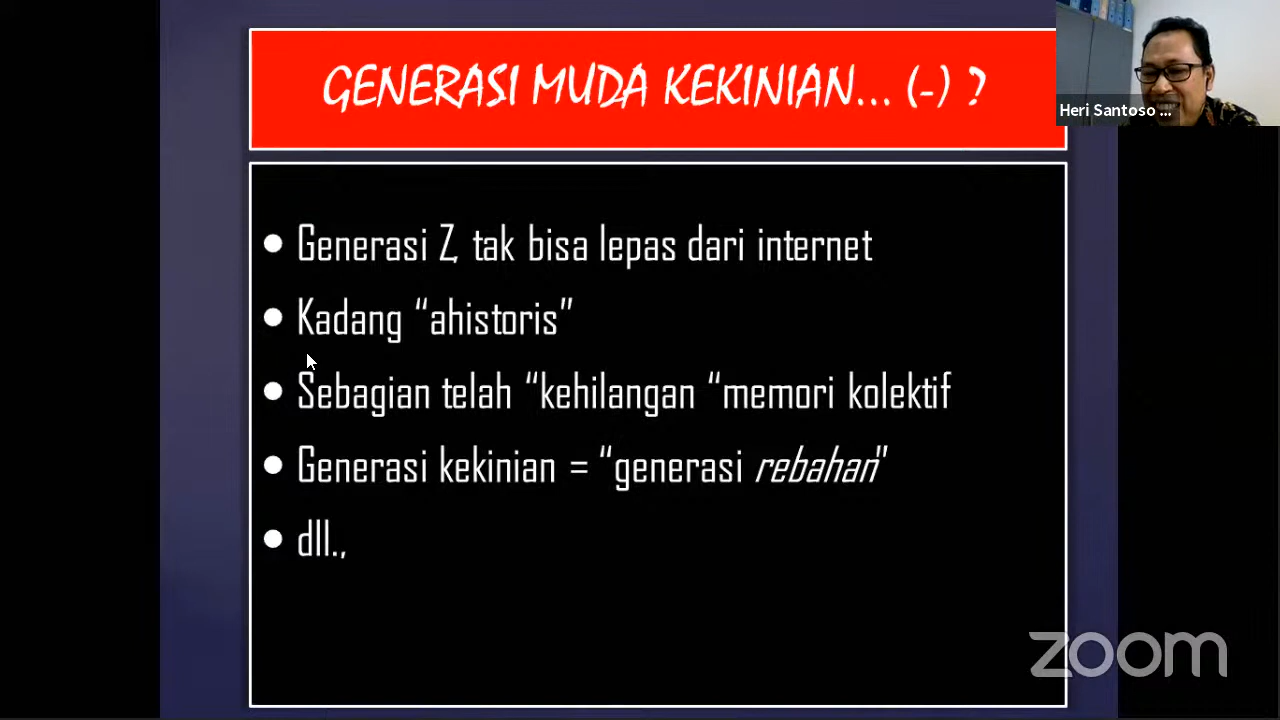 GENERASI MUDA KEKINIAN... (-) ?
Heri Santoso ...
Generasi Z, tak bisa lepas dari internet
Kadang “ahistoris”
Sebagian telah “kehilangan “memori kolektif
Generasi kekinian = “generasi rebahan”
dll.,
zoom